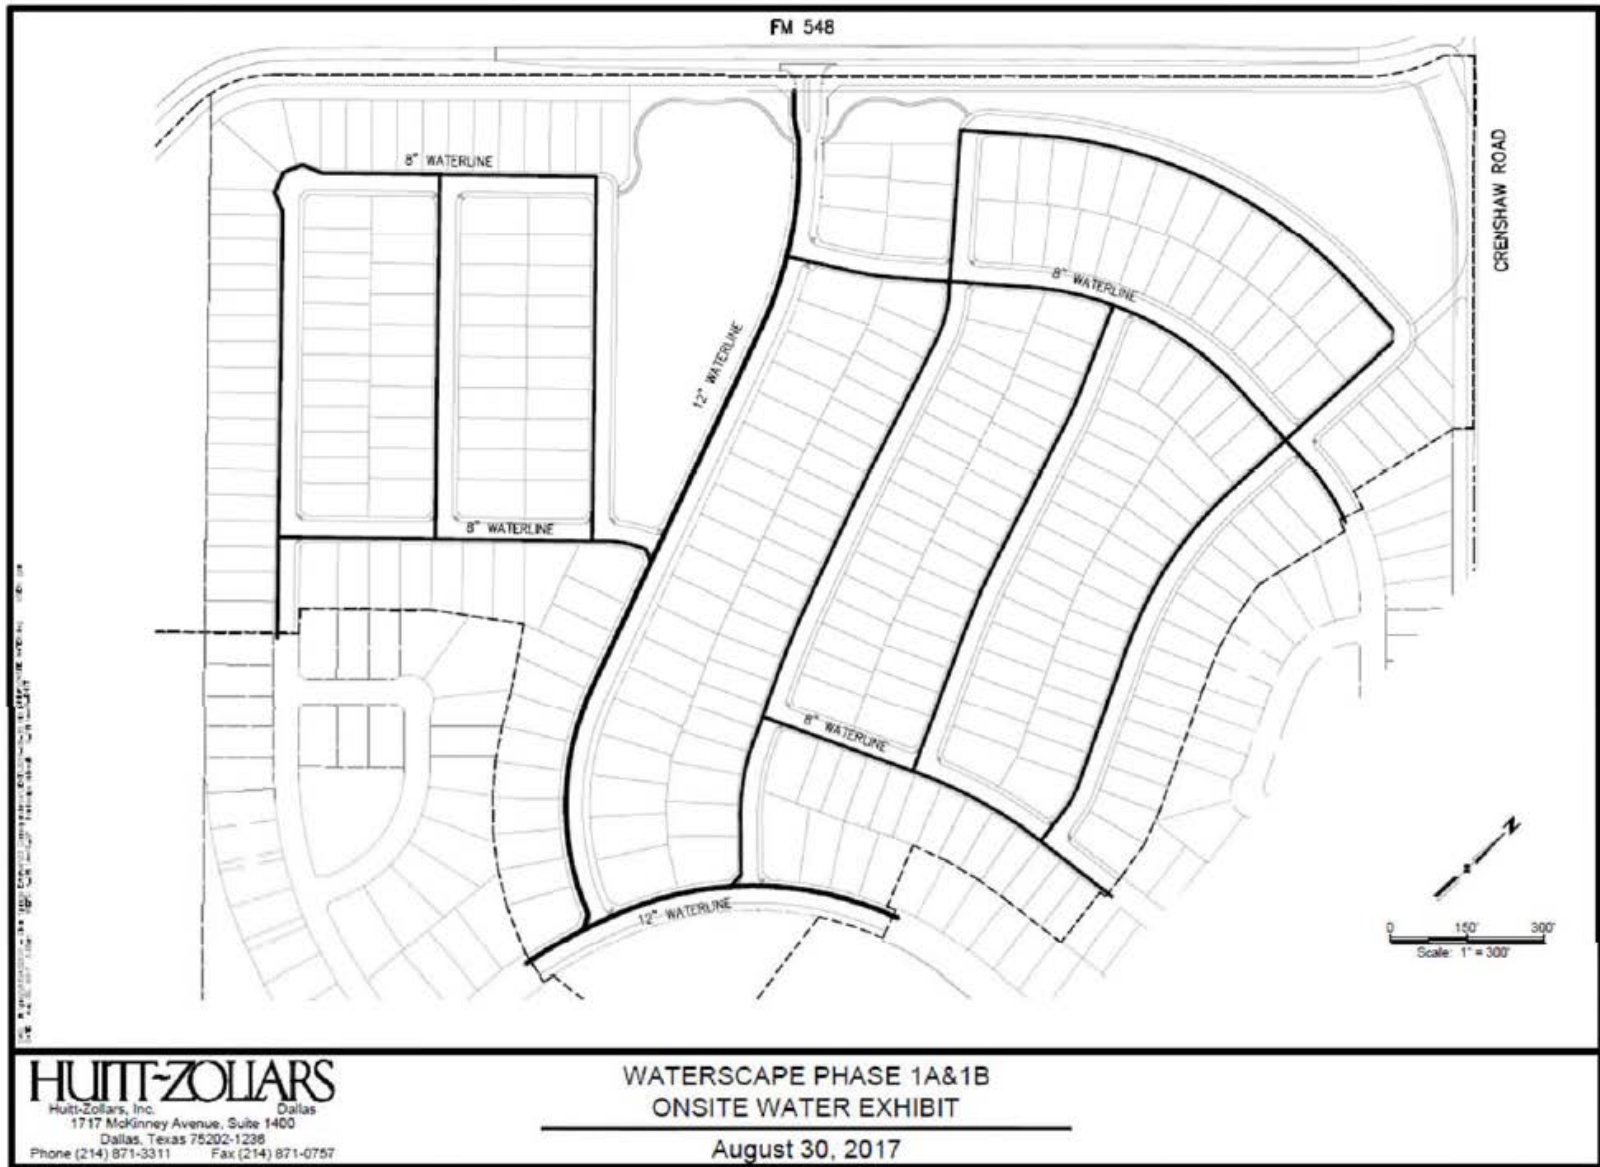 FM 548
CRENSHAW ROAD
8" WATERLINE
8" WATERLINE
12" WATERLINE
8" WATERLINE
8" WATERLINE
12" WATERLINE
N
0 150' 300'
Scale: 1" = 300'
HUITT-ZOLLARS
Huitt-Zollars, Inc. Dallas
1717 McKinney Avenue, Suite 1400
Dallas, Texas 75202-1236
Phone (214) 871-3311 Fax (214) 871-0757
WATERSCAPE PHASE 1A&1B
ONSITE WATER EXHIBIT
August 30, 2017